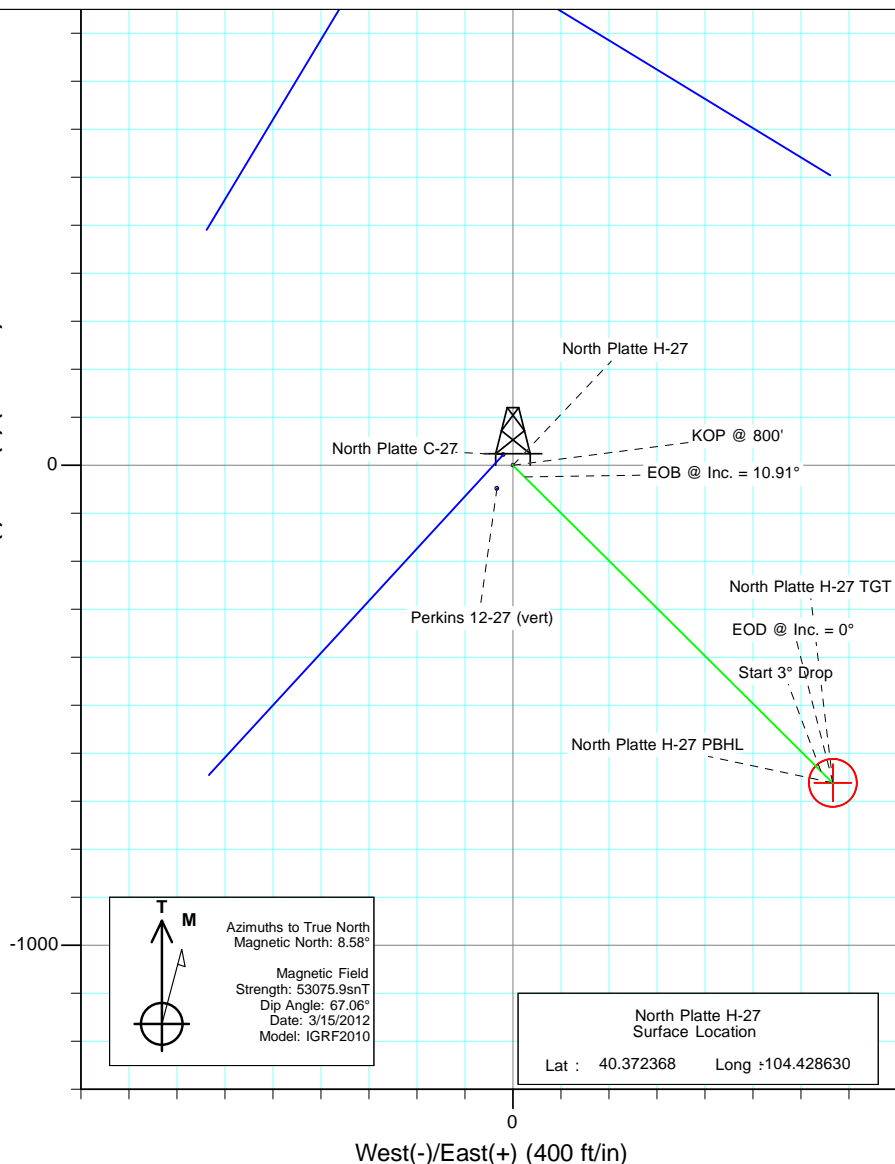 North Platte H-27
KOP @ 800'
North Platte C-27
0
EOB @ Inc. = 10.91°
North Platte H-27 TGT
Perkins 12-27 (vert)
EOD @ Inc. = 0°
Start 3° Drop
North Platte H-27 PBHL
T
M
Azimuths to True North
Magnetic North: 8.58°
-1000
Magnetic Field
Strength: 53075.9snT
Dip Angle: 67.06°
Date: 3/15/2012
Model: IGRF2010
North Platte H-27
Surface Location
Lat : 40.372368 Long :-104.428630
0
West(-)/East(+) (400 ft/in)